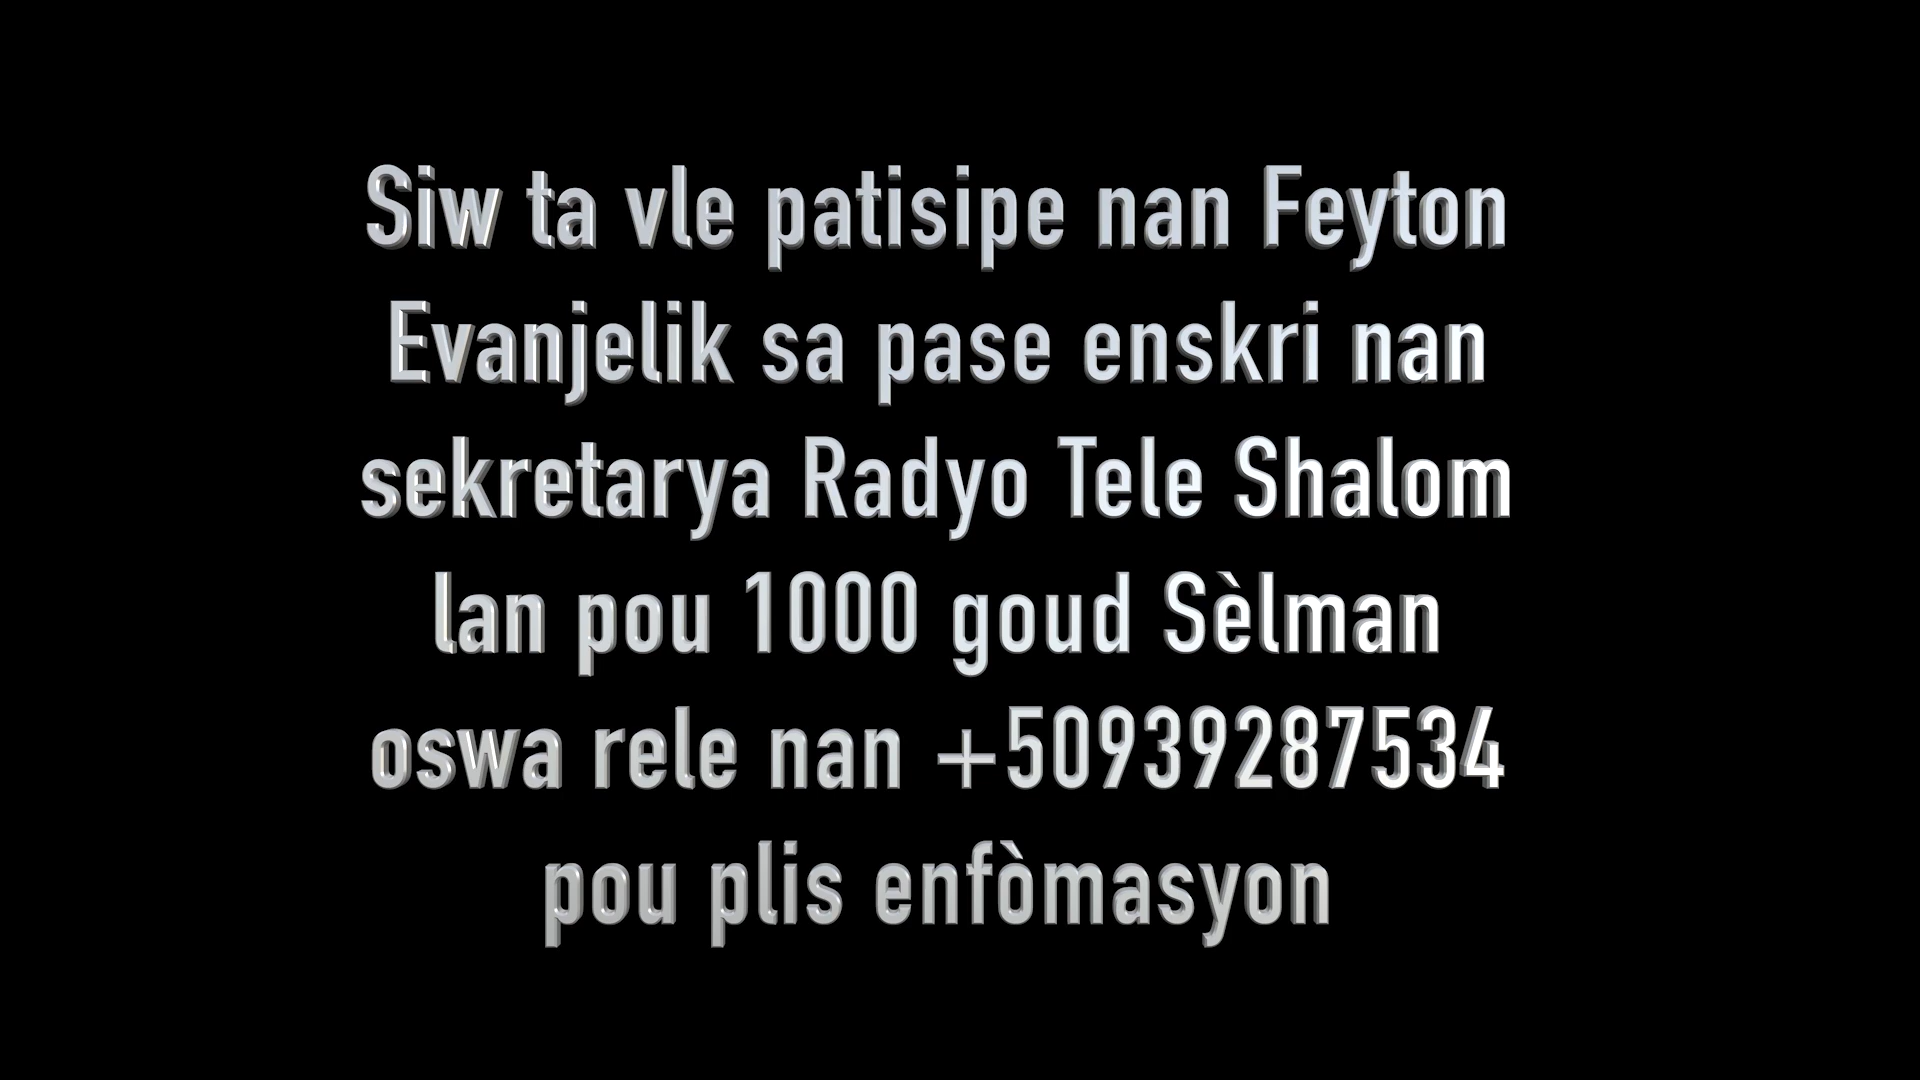 Siw ta vle patisipe nan Feyton
Evanjelik sa pase enskri nan
sekretarya Radyo Tele Shalom
lan pou 1000 goud Sèlman
oswa rele nan +50939287534
pou plis enfòmasyon